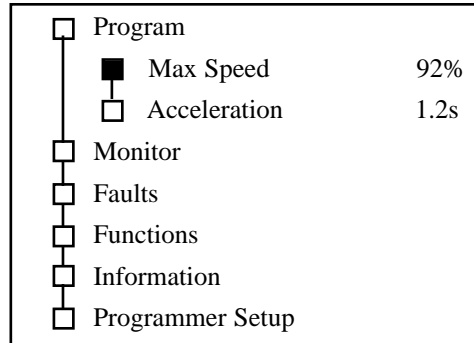 Program
Max Speed 92%
Acceleration 1.2s
Monitor
Faults
Functions
Information
Programmer Setup